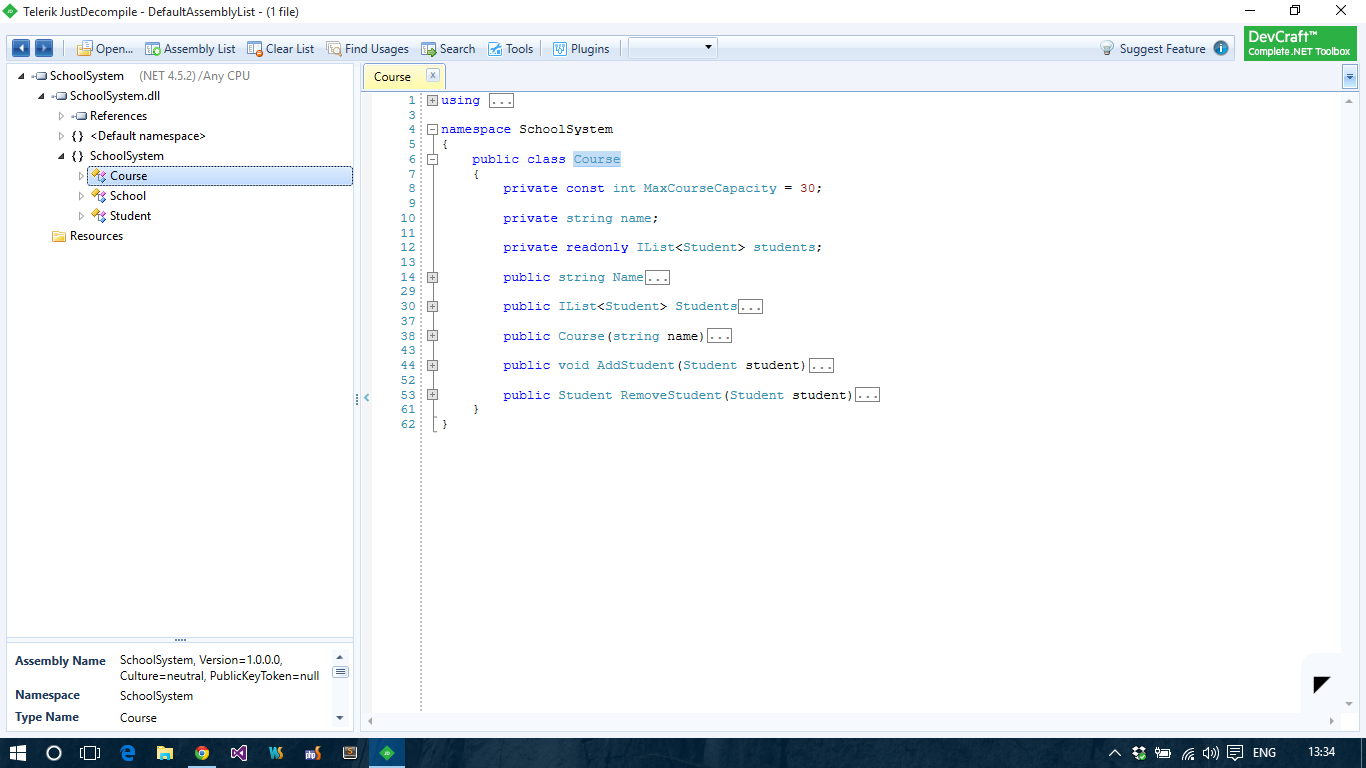 Telerik JustDecompile - DefaultAssemblyList - (1 file)
Open... Assembly List Clear List Find Usages Search Tools Plugins Suggest Feature
DevCraft™
Complete .NET Toolbox
SchoolSystem (NET 4.5.2) /Any CPU
SchoolSystem.dll
References
{} <Default namespace>
{} SchoolSystem
Course
School
Student
Resources
Assembly Name SchoolSystem, Version=1.0.0.0,
Culture=neutral, PublicKeyToken=null
Namespace SchoolSystem
Type Name Course
Course x
1 using ...
3
4 namespace SchoolSystem
5 {
6 public class Course
7 {
8 private const int MaxCourseCapacity = 30;
9
10 private string name;
11
12 private readonly IList<Student> students;
13
14 public string Name...
29
30 public IList<Student> Students...
37
38 public Course(string name)...
43
44 public void AddStudent(Student student)...
52
53 public Student RemoveStudent(Student student)...
61 }
62 }
ENG 13:34